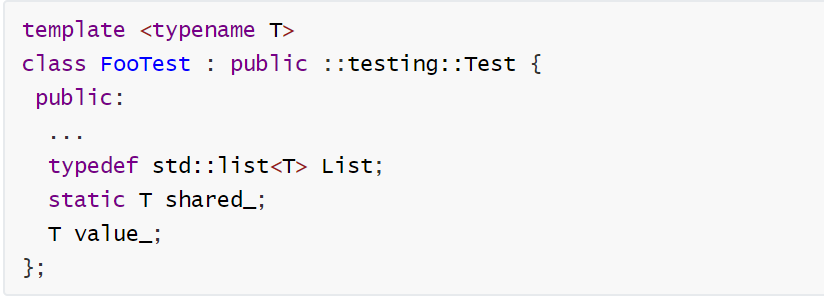 template <typename T>
class FooTest : public ::testing::Test {
 public:
  ...
  typedef std::list<T> List;
  static T shared_;
  T value_;
};